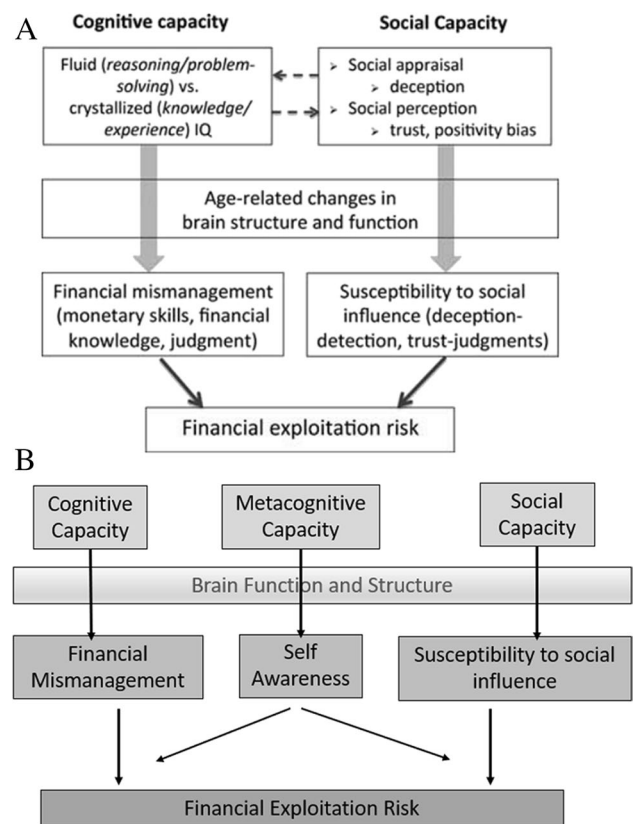 A
Cognitive capacity
Social Capacity
Fluid (reasoning/problem-
solving) vs.
crystallized (knowledge/
experience) IQ
➢ Social appraisal
➢ deception
➢ Social perception
➢ trust, positivity bias
Age-related changes in
brain structure and function
Financial mismanagement
(monetary skills, financial
knowledge, judgment)
Susceptibility to social
influence (deception-
detection, trust-judgments)
Financial exploitation risk
B
Cognitive
Capacity
Metacognitive
Capacity
Social
Capacity
Brain Function and Structure
Financial
Mismanagement
Self
Awareness
Susceptibility to social
influence
Financial Exploitation Risk